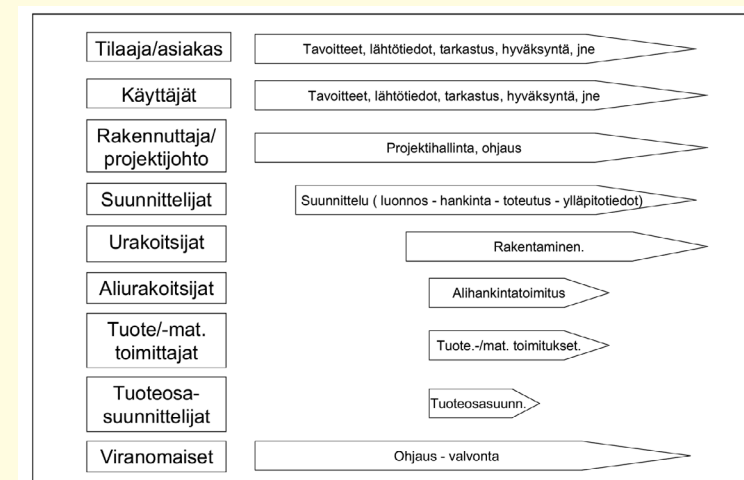 Tilaaja/asiakas
Tavoitteet, lähtötiedot, tarkastus, hyväksyntä, jne
Käyttäjät
Tavoitteet, lähtötiedot, tarkastus, hyväksyntä, jne
Rakennuttaja/
projektijohto
Projektihallinta, ohjaus
Suunnittelijat
Suunnittelu ( luonnos - hankinta - toteutus - ylläpitotiedot)
Urakoitsijat
Rakentaminen.
Aliurakoitsijat
Alihankintatoimitus
Tuote/-mat.
toimittajat
Tuote.-/mat. toimitukset.
Tuoteosa-
suunnittelijat
Tuoteosasuunn.
Viranomaiset
Ohjaus - valvonta